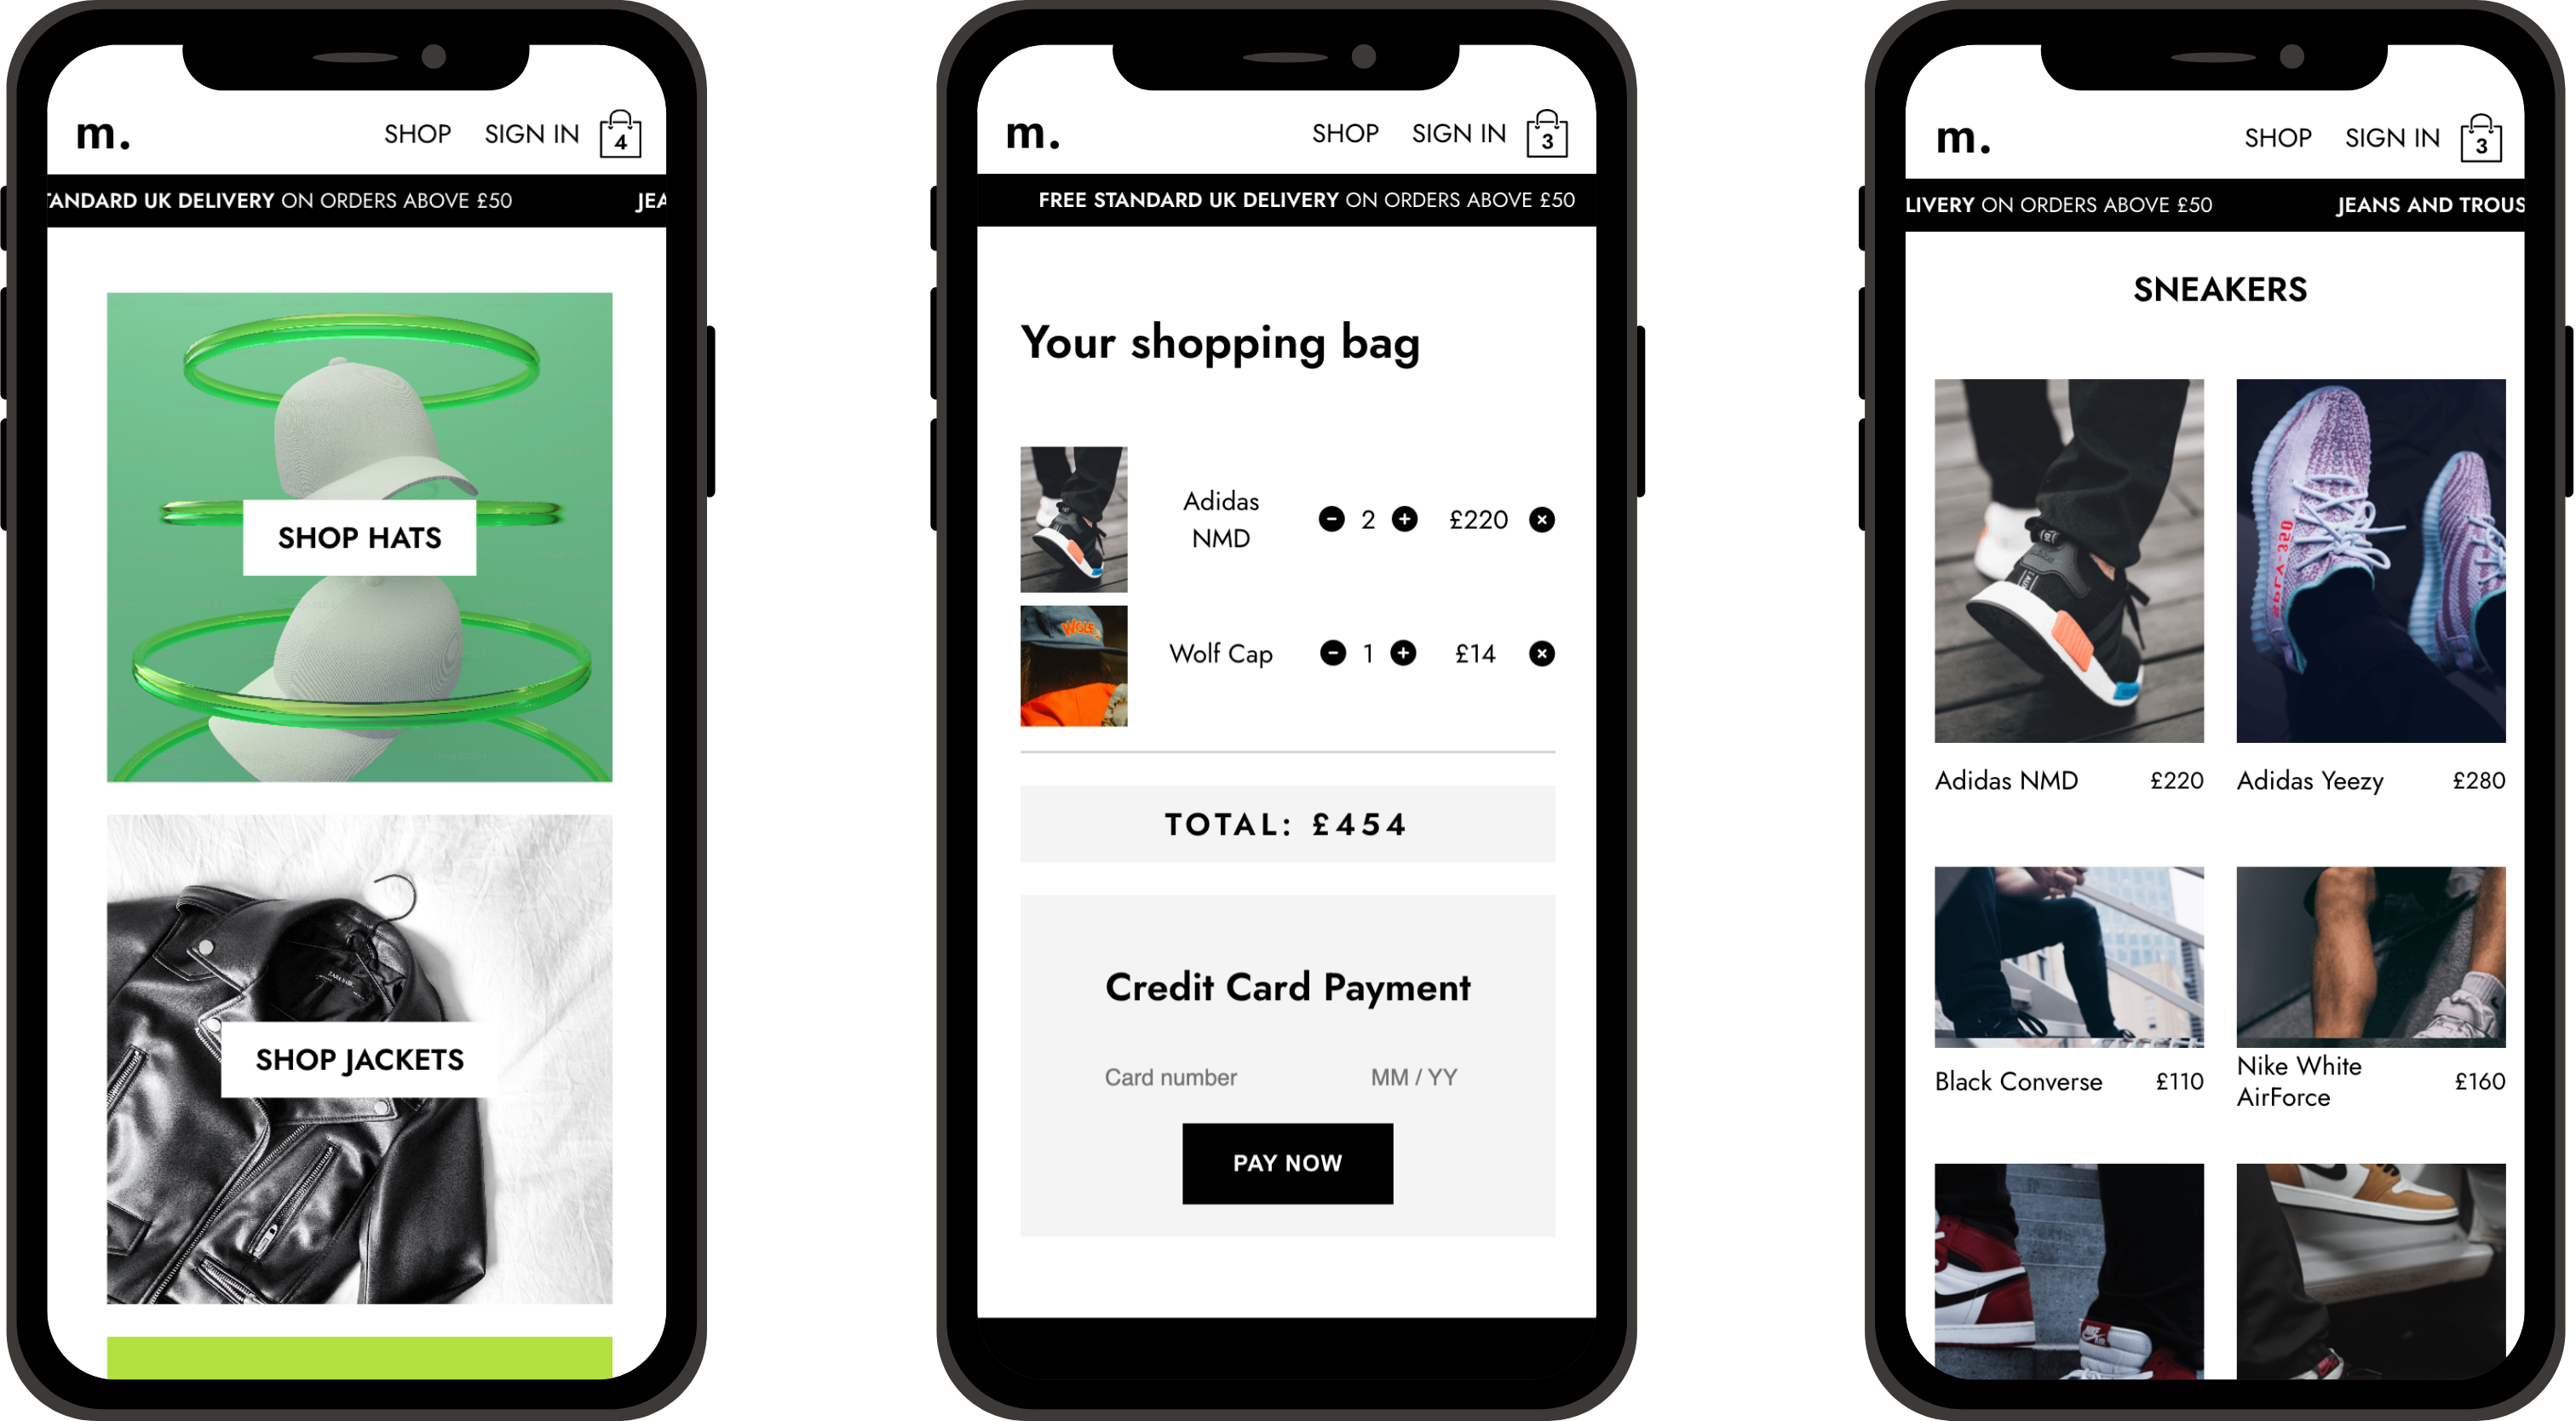 m.
SHOP SIGN IN 4
TANDARD UK DELIVERY ON ORDERS ABOVE £50 JEA
SHOP HATS
SHOP JACKETS
m.
SHOP SIGN IN 3
FREE STANDARD UK DELIVERY ON ORDERS ABOVE £50
Your shopping bag
Adidas
NMD
2 £220
WOLF
Wolf Cap 1 £14
TOTAL: £454
Credit Card Payment
Card number MM / YY
PAY NOW
m.
SHOP SIGN IN 3
LIVERY ON ORDERS ABOVE £50 JEANS AND TROUS
SNEAKERS
Adidas NMD £220
Adidas Yeezy £280
Black Converse £110
Nike White
AirForce
£160